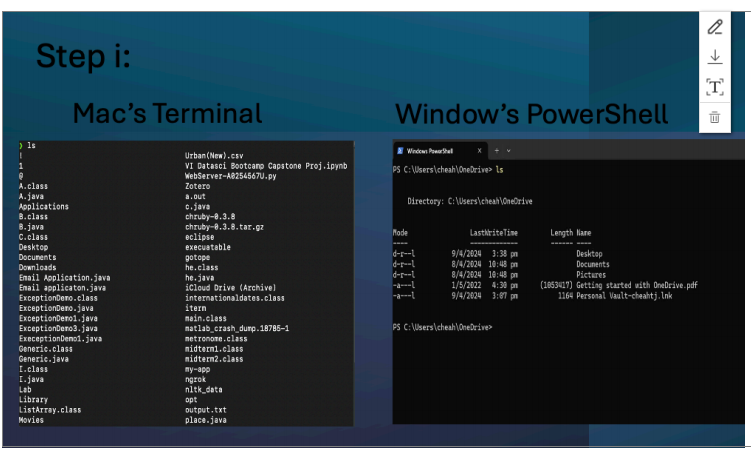 Step i:
Mac's Terminal
Window's PowerShell
) ls
! Urban(New).csv
1 VI Datasci Bootcamp Capstone Proj.ipynb
@ WebServer-A0254567U.py
A.class Zotero
A.java a.out
Applications c.java
B.class chruby-0.3.8
B.java chruby-0.3.8.tar.gz
C.class eclipse
Desktop execuatable
Documents gotope
Downloads he.class
Email Application.java he.java
Email applicaton.java iCloud Drive (Archive)
ExceptionDemo.class internationaldates.class
ExceptionDemo.java iterm
ExceptionDemo1.java main.class
ExceptionDemo3.java matlab_crash_dump.18785-1
ExeceptionDemo1.java metronome.class
Generic.class midterm1.class
Generic.java midterm2.class
I.class my-app
I.java ngrok
Lab nltk_data
Library opt
ListArray.class output.txt
Movies place.java
Windows PowerShell
PS C:\Users\cheah\OneDrive> ls
Directory: C:\Users\cheah\OneDrive
Mode LastWriteTime Length Name
---- ------------- ------ ----
d-r--l 9/4/2024 3:38 pm Desktop
d-r--l 8/4/2024 10:48 pm Documents
d-r--l 8/4/2024 10:48 pm Pictures
-a---l 1/5/2022 4:30 pm (1053417) Getting started with OneDrive.pdf
-a---l 9/4/2024 3:07 pm 1164 Personal Vault-cheahtj.lnk
PS C:\Users\cheah\OneDrive>